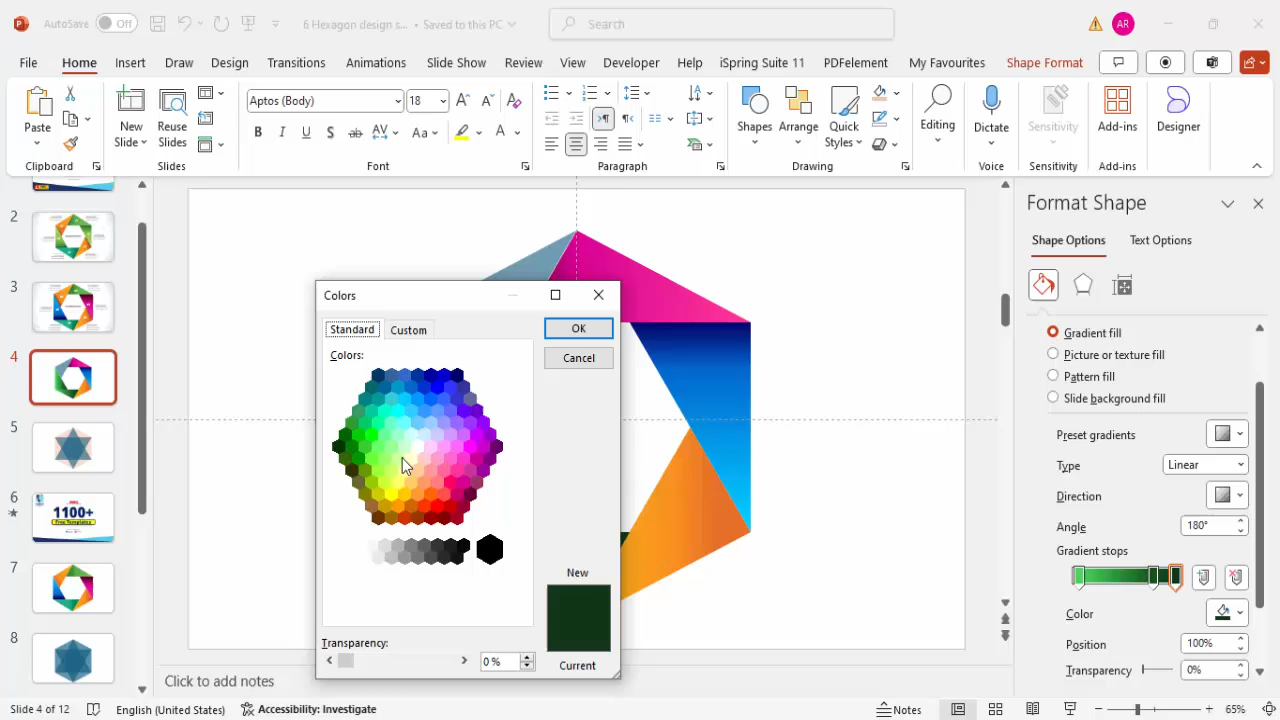 AutoSave Off 6 Hexagon design s... • Saved to this PC Search AR
File Home Insert Draw Design Transitions Animations Slide Show Review View Developer Help iSpring Suite 11 PDFelement My Favourites Shape Format
Aptos (Body) 18
Paste New Slide Reuse Slides B I U S ab AV Aa A Shapes Arrange Quick Styles Editing Dictate Sensitivity Add-ins Designer
Clipboard Slides Font Paragraph Drawing Voice Sensitivity Add-ins
Format Shape
Shape Options Text Options
Gradient fill
Picture or texture fill
Pattern fill
Slide background fill
Preset gradients
Type Linear
Direction
Angle 180°
Gradient stops
Color
Position 100%
Transparency 0%
2
3
4
5
6
1100+
Free Templates
7
8
Colors
Standard Custom OK
Colors: Cancel
New
Transparency: Current
0 %
Click to add notes
Slide 4 of 12 English (United States) Accessibility: Investigate Notes 65%